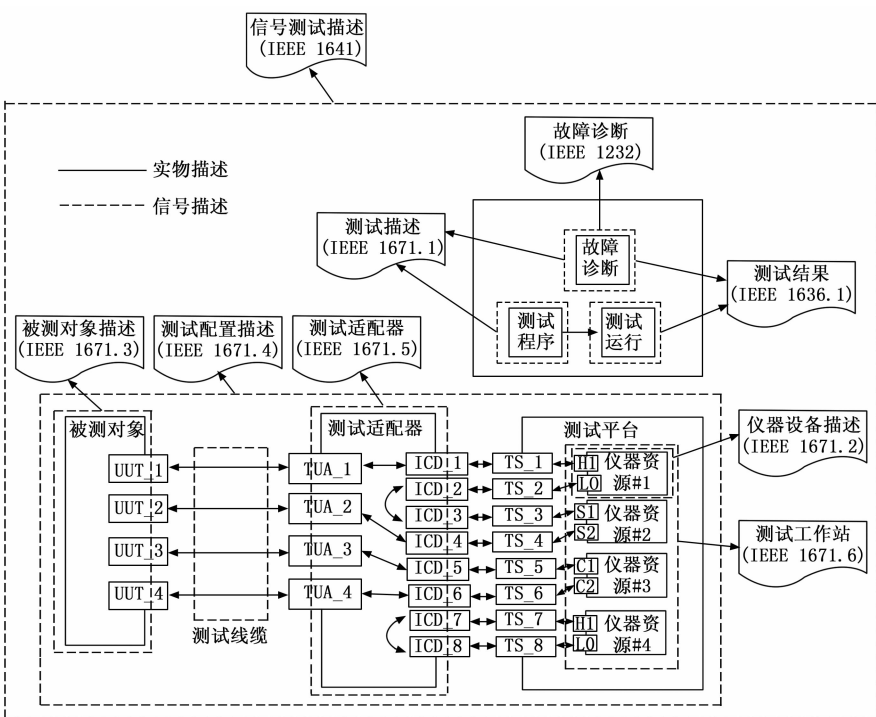 信号测试描述
(IEEE 1641)
故障诊断
(IEEE 1232)
实物描述
信号描述
测试描述
(IEEE 1671.1)
故障
诊断
测试结果
(IEEE 1636.1)
测试
程序
测试
运行
被测对象描述
(IEEE 1671.3)
测试配置描述
(IEEE 1671.4)
测试适配器
(IEEE 1671.5)
被测对象
测试适配器
测试平台
仪器设备描述
(IEEE 1671.2)
UUT_1
TUA_1
ICD_1
TS_1
HI
仪器资
源#1
ICD_2
TS_2
LO
UUT_2
TUA_2
ICD_3
TS_3
S1
仪器资
源#2
ICD_4
TS_4
S2
测试工作站
(IEEE 1671.6)
UUT_3
TUA_3
ICD_5
TS_5
C1
仪器资
源#3
UUT_4
TUA_4
ICD_6
TS_6
C2
ICD_7
TS_7
HI
仪器资
源#4
ICD_8
TS_8
LO
测试线缆